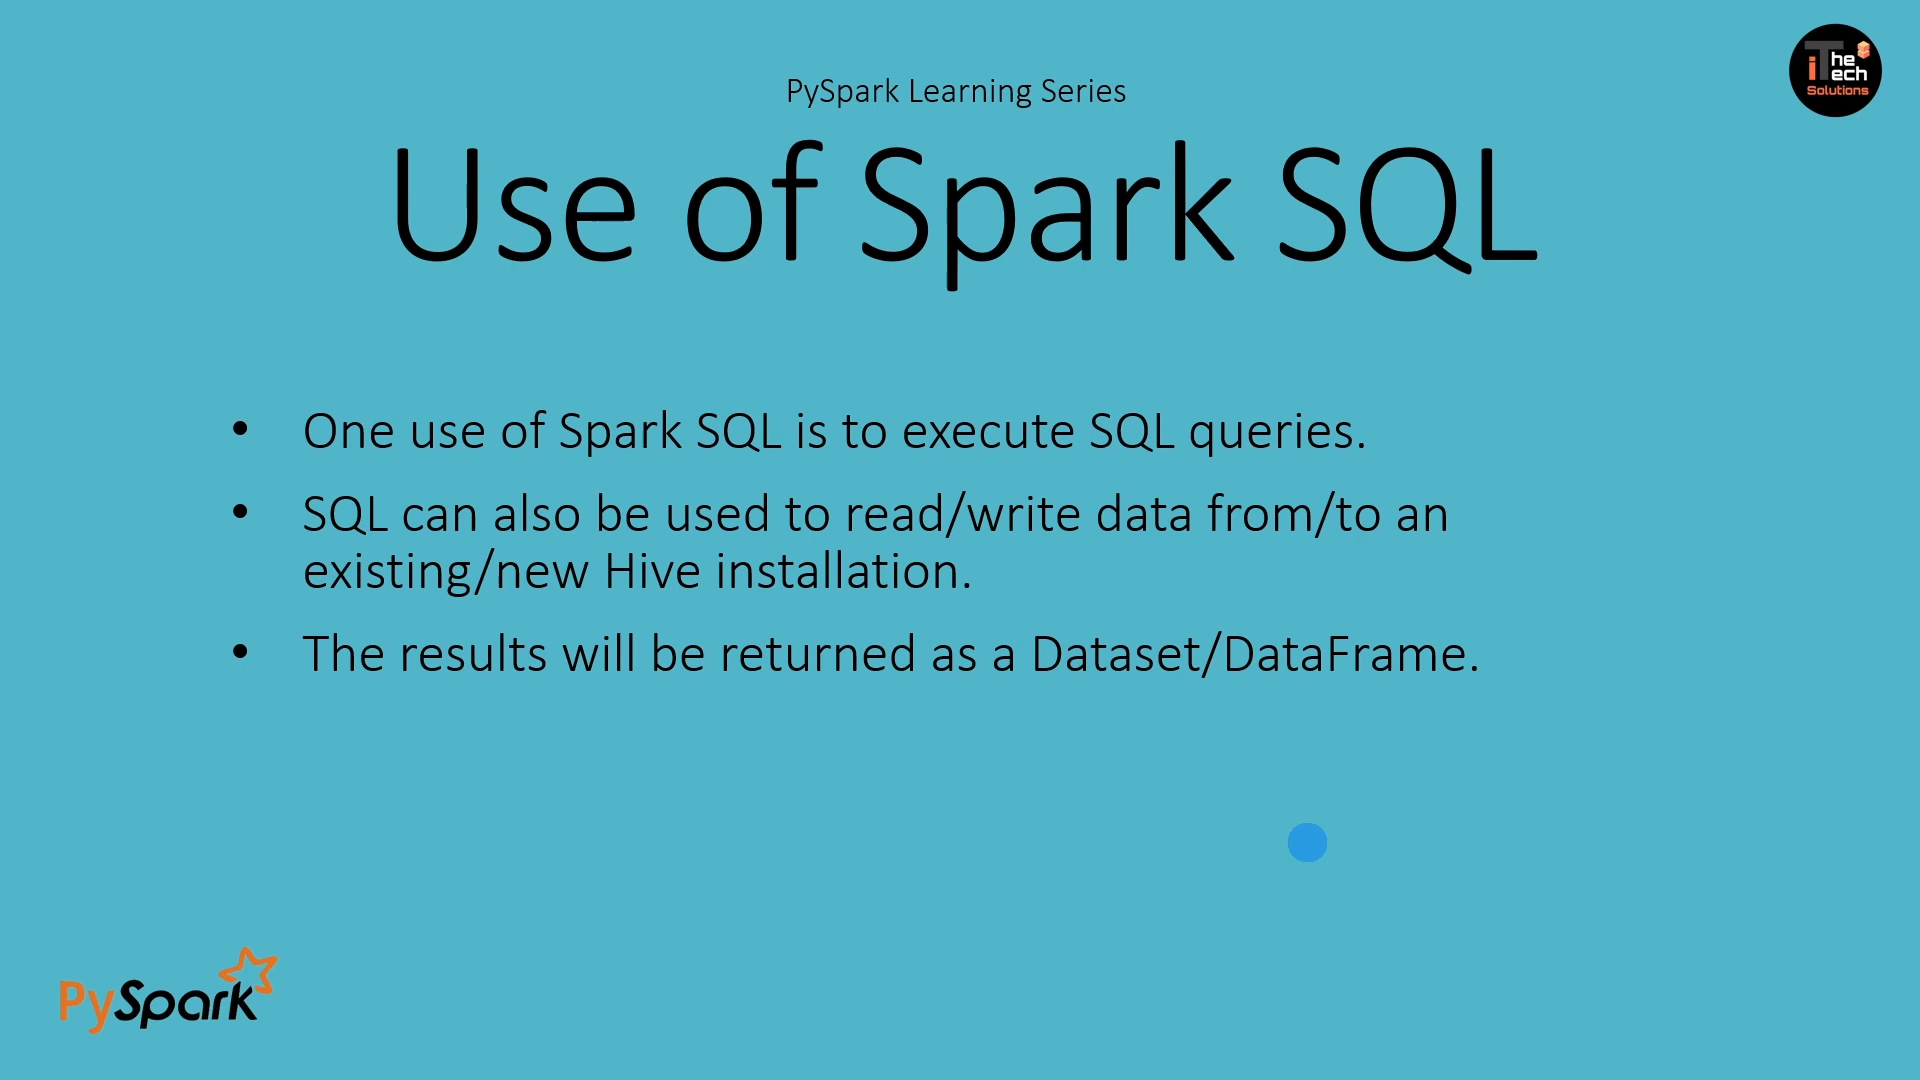 PySpark Learning Series
Use of Spark SQL
• One use of Spark SQL is to execute SQL queries.
• SQL can also be used to read/write data from/to an
existing/new Hive installation.
• The results will be returned as a Dataset/DataFrame.
iThe
Tech
Solutions
PySpark